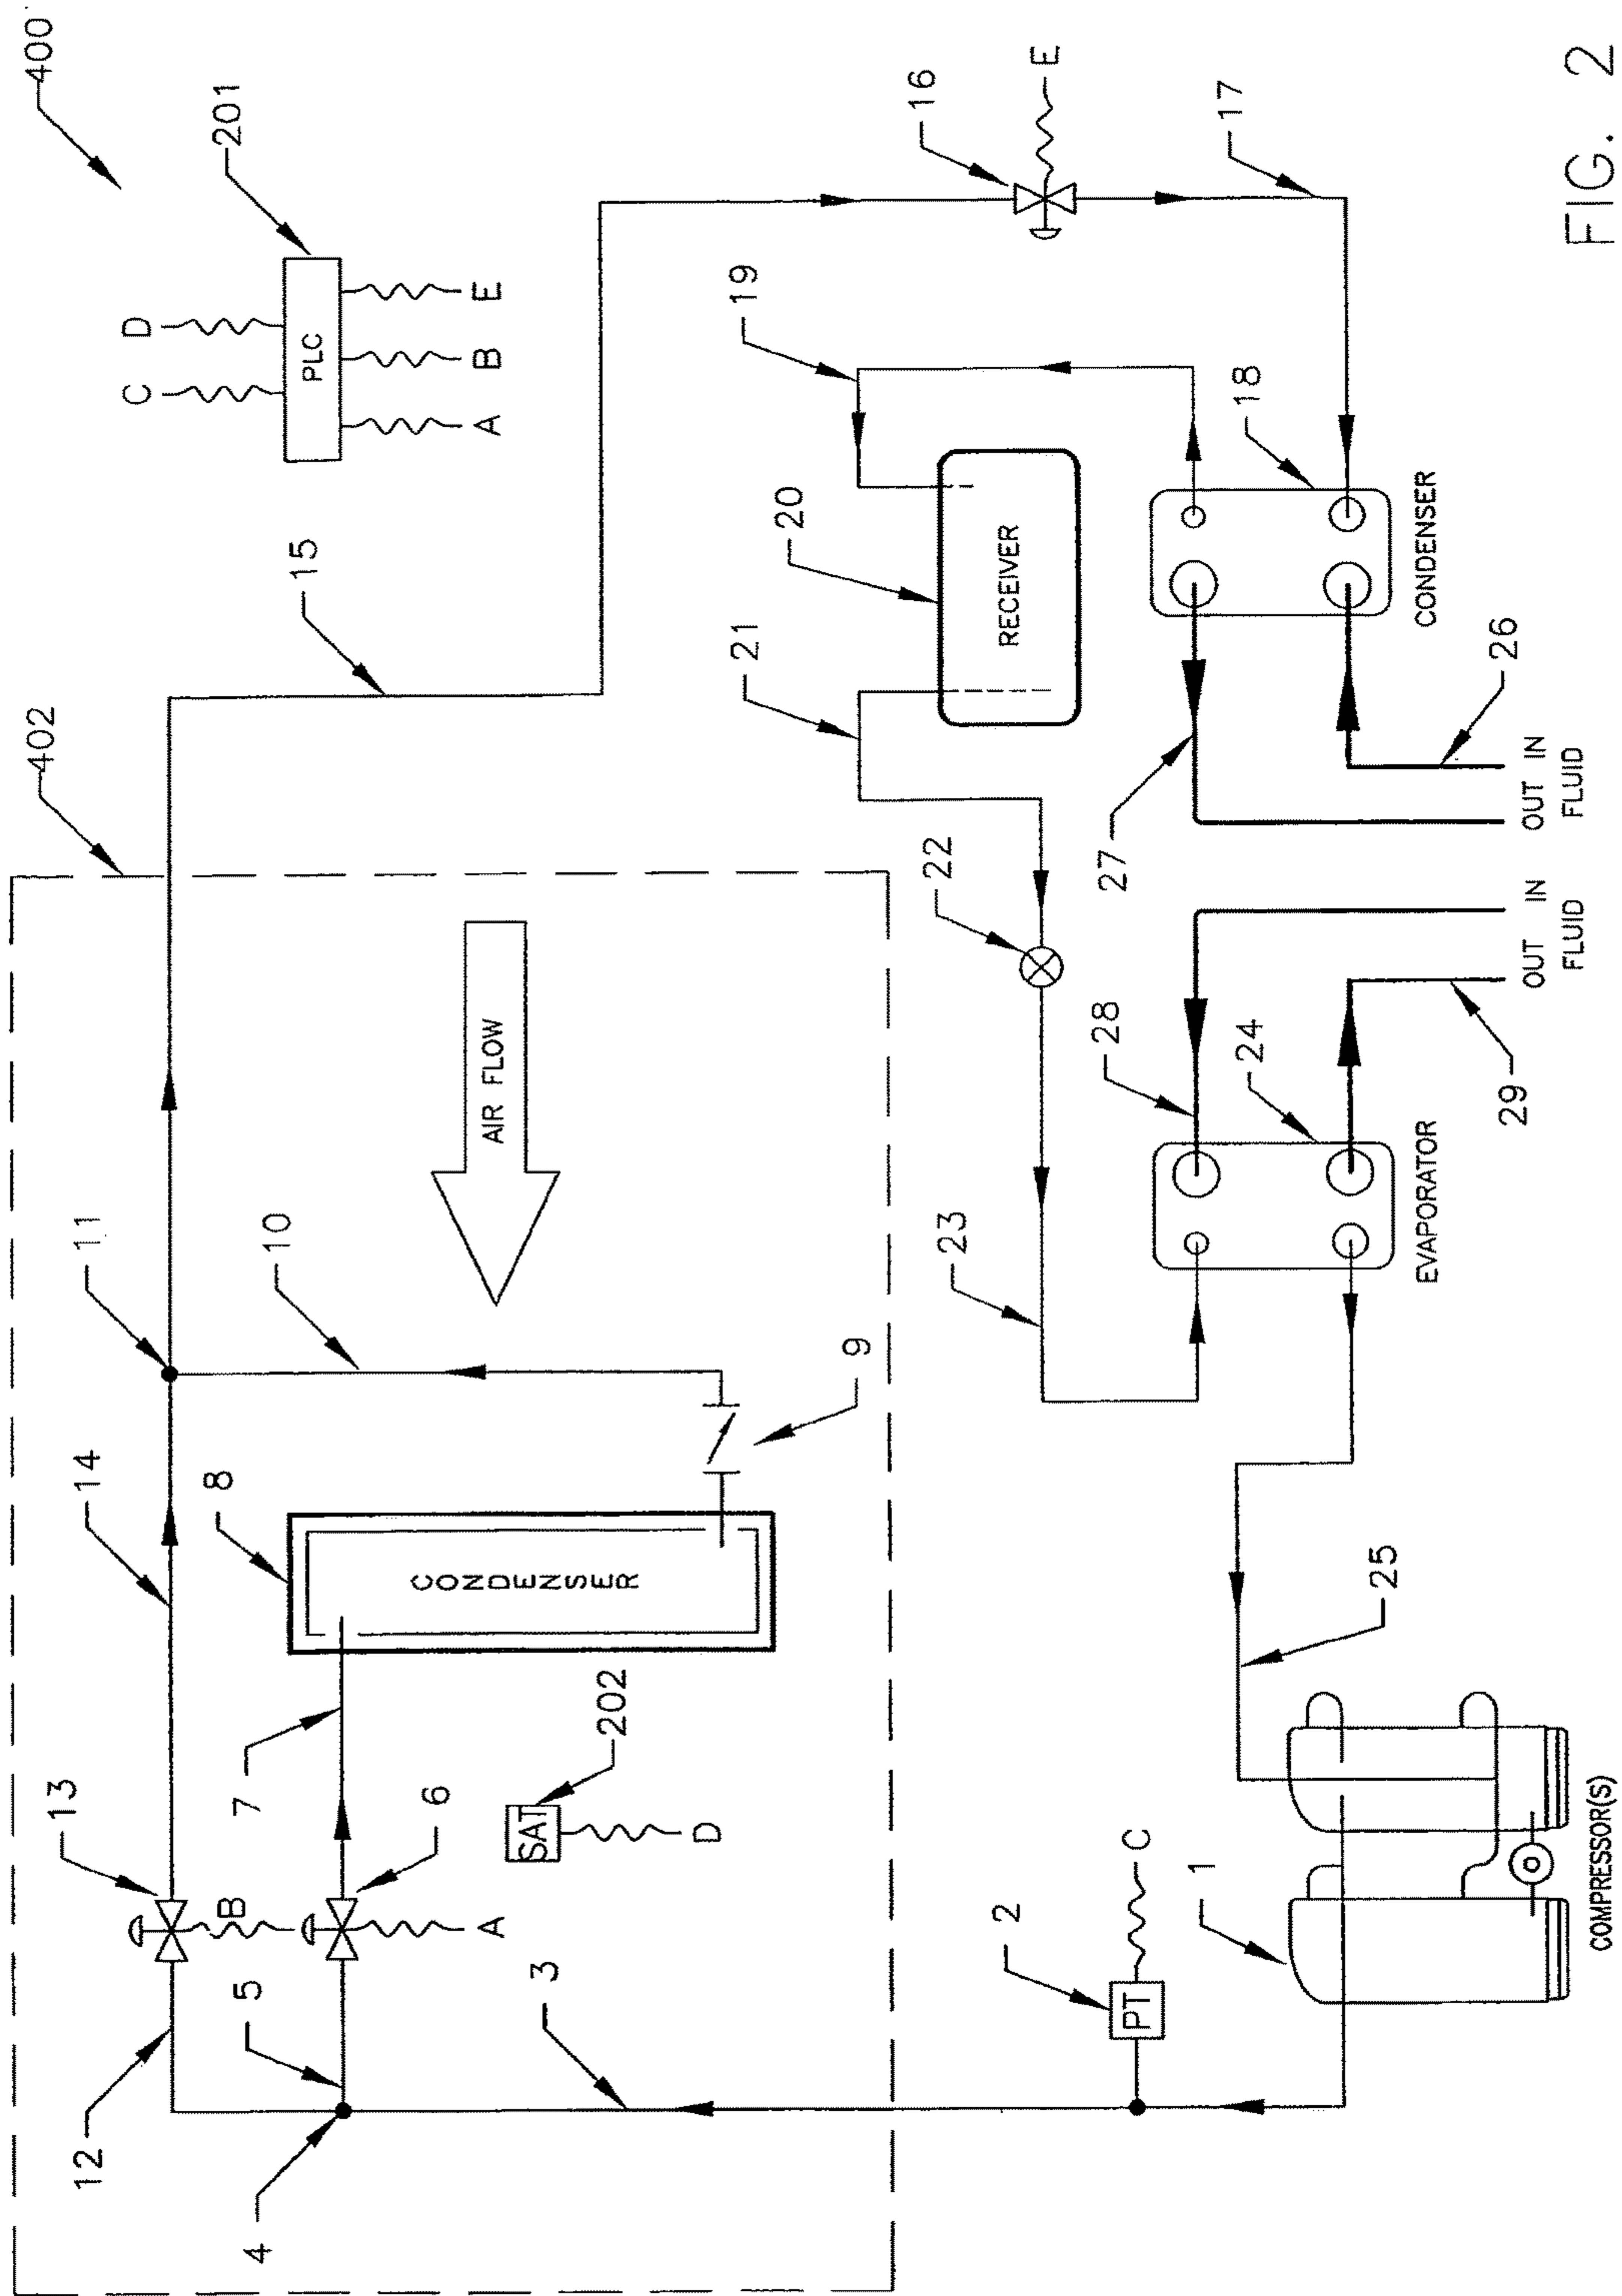 400
402
12
13
14
11
C
D
B
8
201
4
5
7
10
15
PLC
6
A
AIR FLOW
A
B
E
3
SAT
CONDENSER
202
D
21
19
20
9
16
22
23
2
RECEIVER
E
28
27
PT
C
1
17
24
18
25
EVAPORATOR
CONDENSER
29
26
OUT IN
FLUID
OUT IN
FLUID
COMPRESSOR(S)
FIG. 2